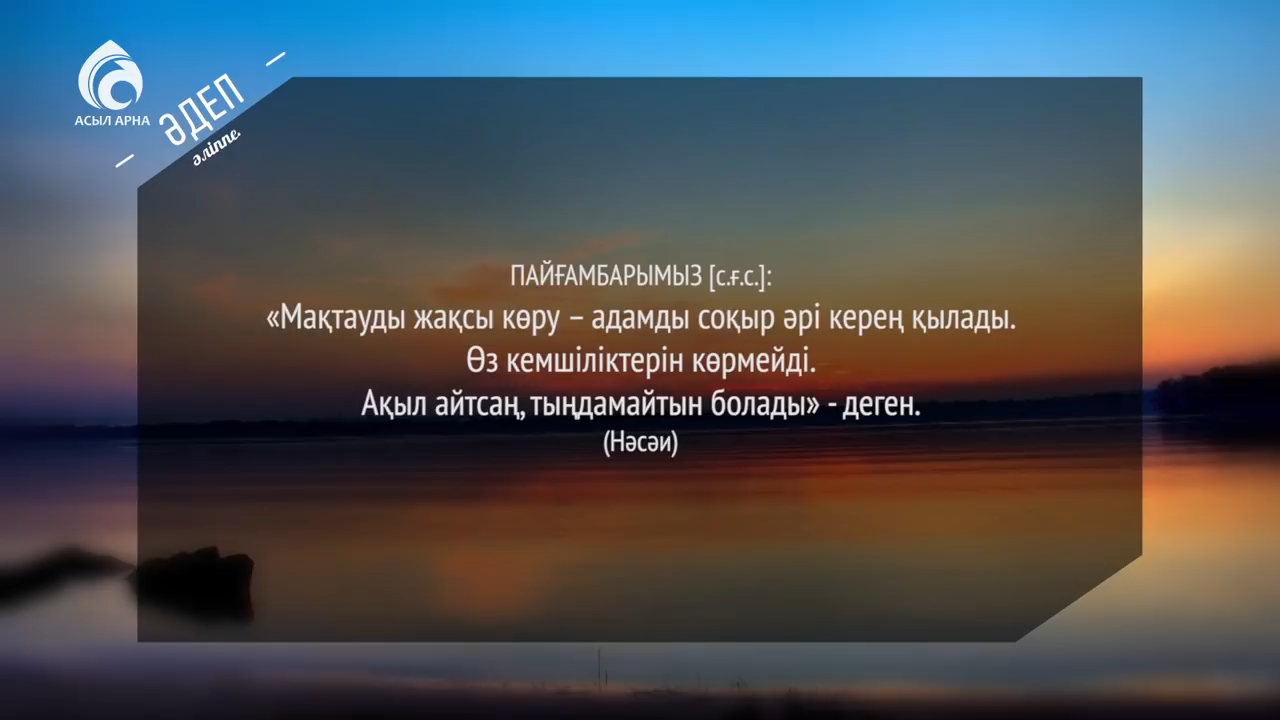 АСЫЛ АРНА
ӘДЕП
әліппе.
ПАЙҒАМБАРЫМЫЗ [с.ғ.с.]:
«Мақтауды жақсы көру – адамды соқыр әрі керең қылады.
Өз кемшіліктерін көрмейді.
Ақыл айтсаң, тыңдамайтын болады» - деген.
(Нәсәи)